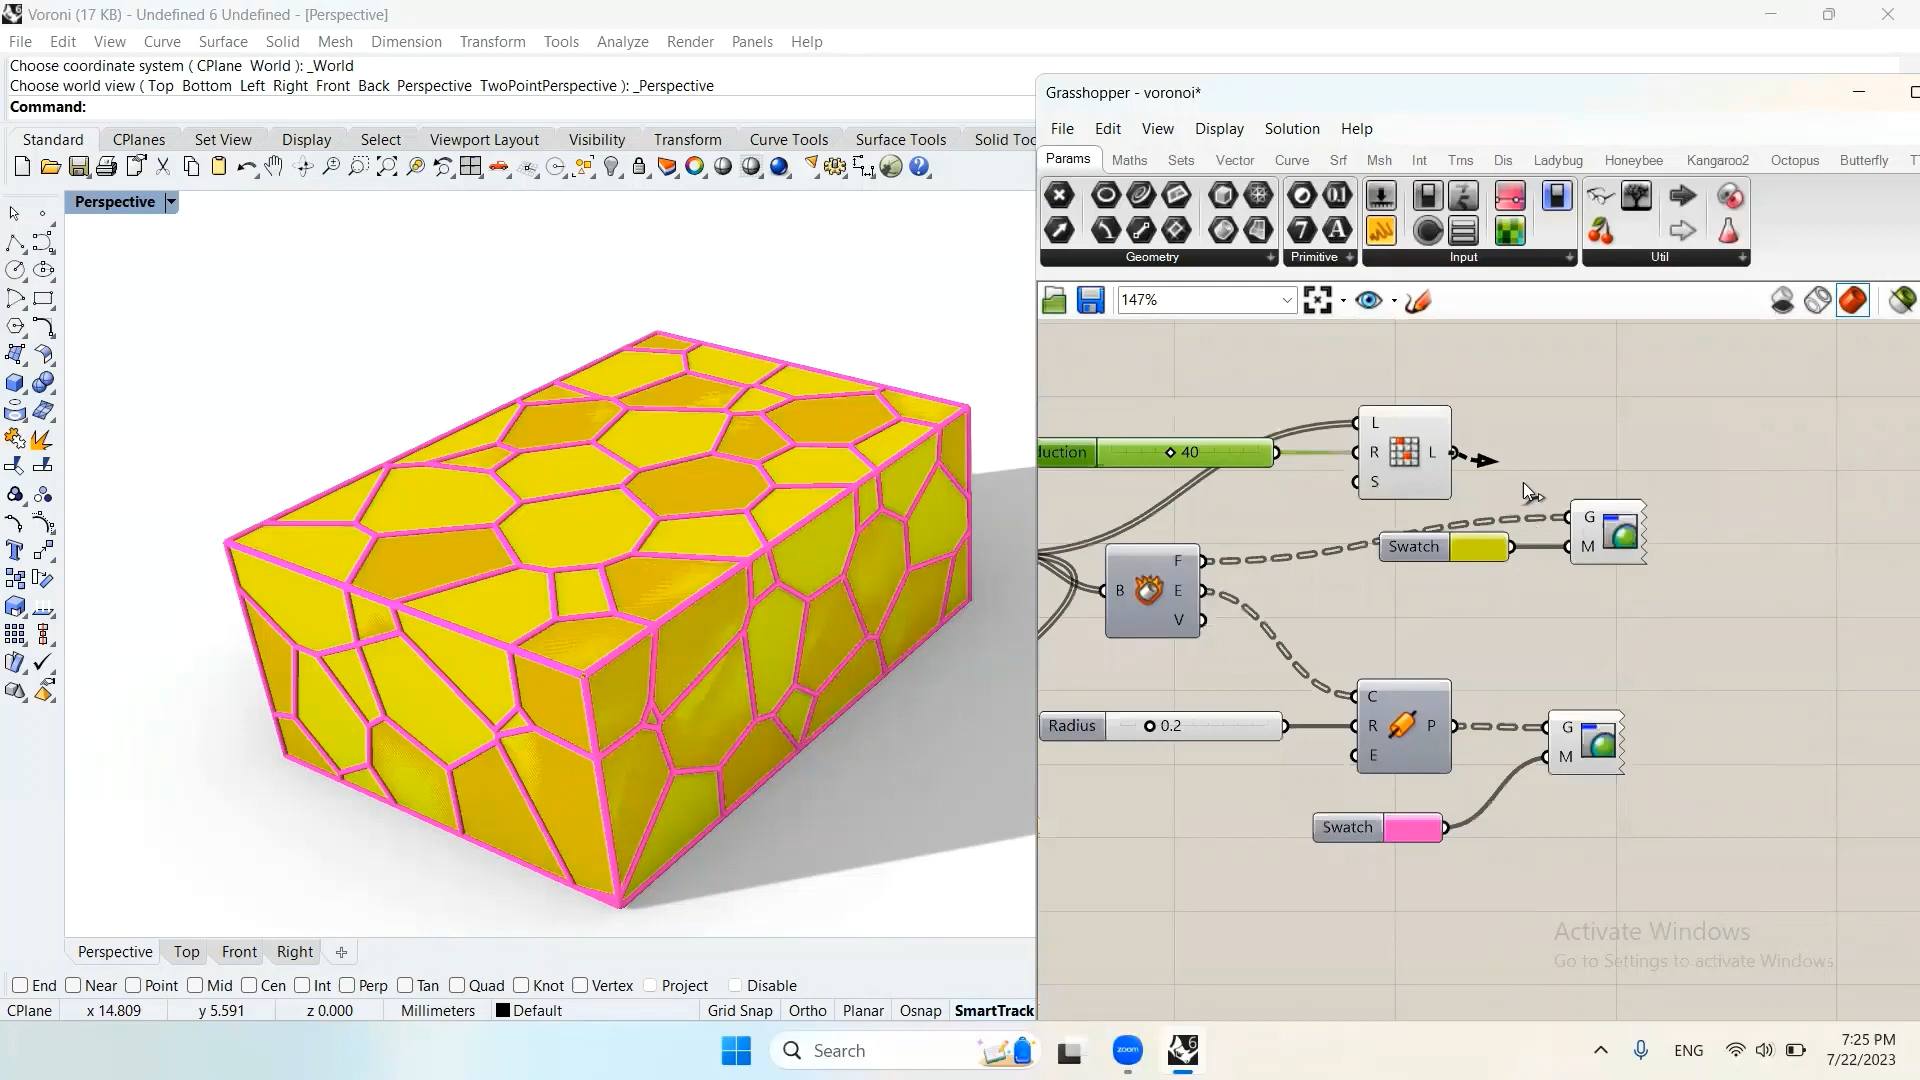 Voroni (17 KB) - Undefined 6 Undefined - [Perspective]
File Edit View Curve Surface Solid Mesh Dimension Transform Tools Analyze Render Panels Help
Choose coordinate system ( CPlane World ): _World
Choose world view ( Top Bottom Left Right Front Back Perspective TwoPointPerspective ): _Perspective
Command:
Standard CPlanes Set View Display Select Viewport Layout Visibility Transform Curve Tools Surface Tools Solid Too
Perspective
Grasshopper - voronoi*
File Edit View Display Solution Help
Params Maths Sets Vector Curve Srf Msh Int Trns Dis Ladybug Honeybee Kangaroo2 Octopus Butterfly
Geometry Primitive Input Util
147%
L
duction 40 R L
S
G
Swatch M
F
B E
V
C
Radius 0.2 R P
E
G
M
Swatch
Activate Windows
Go to Settings to activate Windows.
Perspective Top Front Right
End Near Point Mid Cen Int Perp Tan Quad Knot Vertex Project Disable
CPlane x 14.809 y 5.591 z 0.000 Millimeters Default Grid Snap Ortho Planar Osnap SmartTrack
Search zoom 6 ENG 7:25 PM
7/22/2023